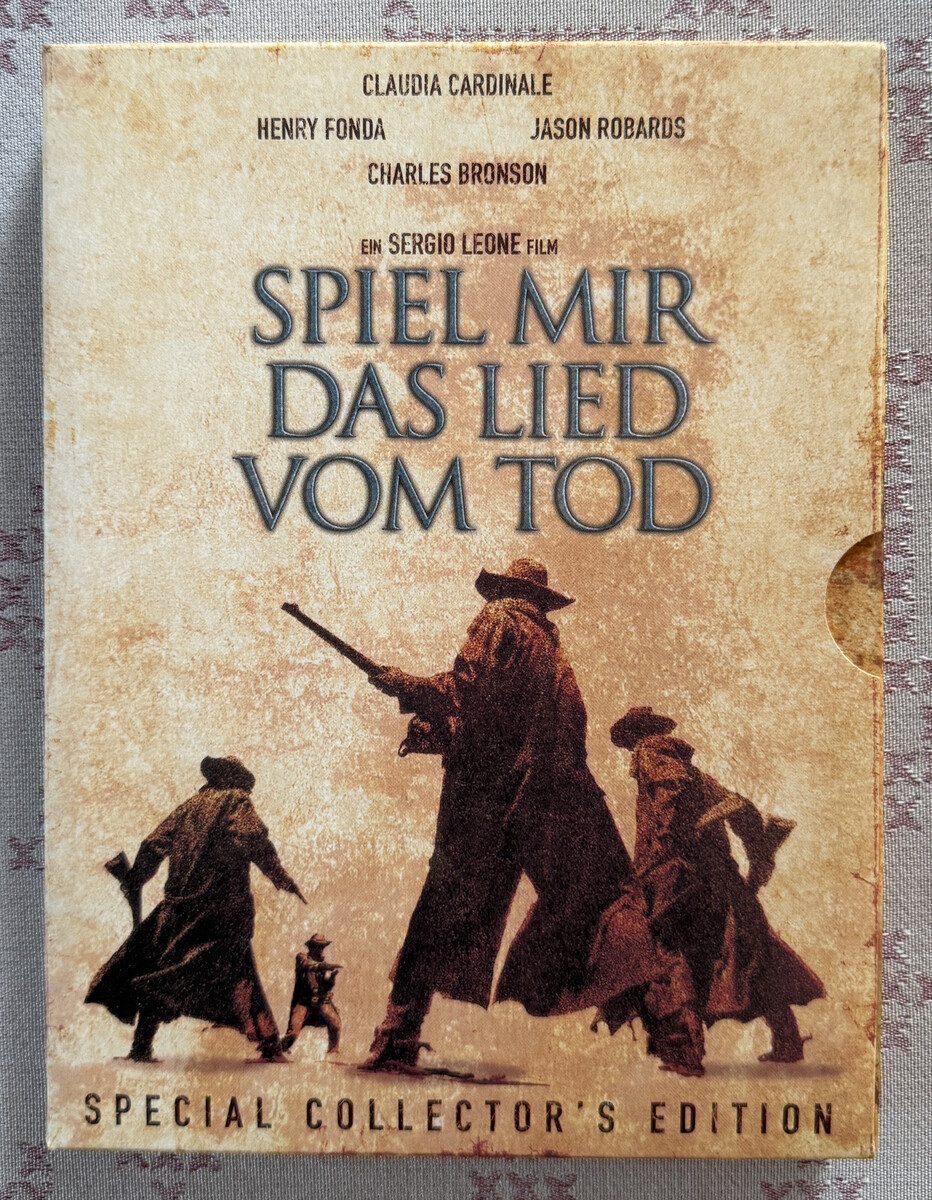 CLAUDIA CARDINALE
HENRY FONDA JASON ROBARDS
CHARLES BRONSON
EIN SERGIO LEONE FILM
SPIEL MIR
DAS LIED
VOM TOD
SPECIAL COLLECTOR'S EDITION